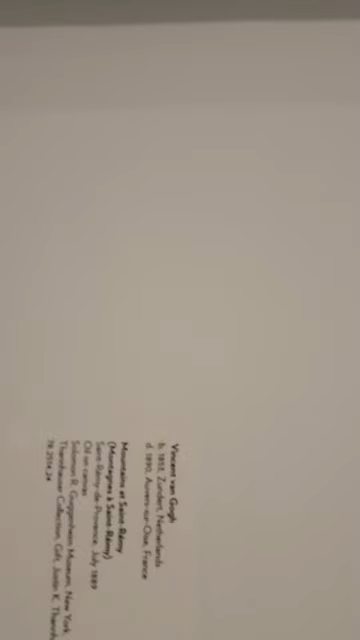 Vincent van Gogh
b. 1853, Zundert, Netherlands
d. 1890, Auvers-sur-Oise, France
Mountains at Saint-Rémy
(Montagnes à Saint-Rémy)
Saint-Rémy-de-Provence, July 1889
Oil on canvas
Solomon R. Guggenheim Museum, New York
Thannhauser Collection, Gift, Justin K. Thannh
78.2514.24